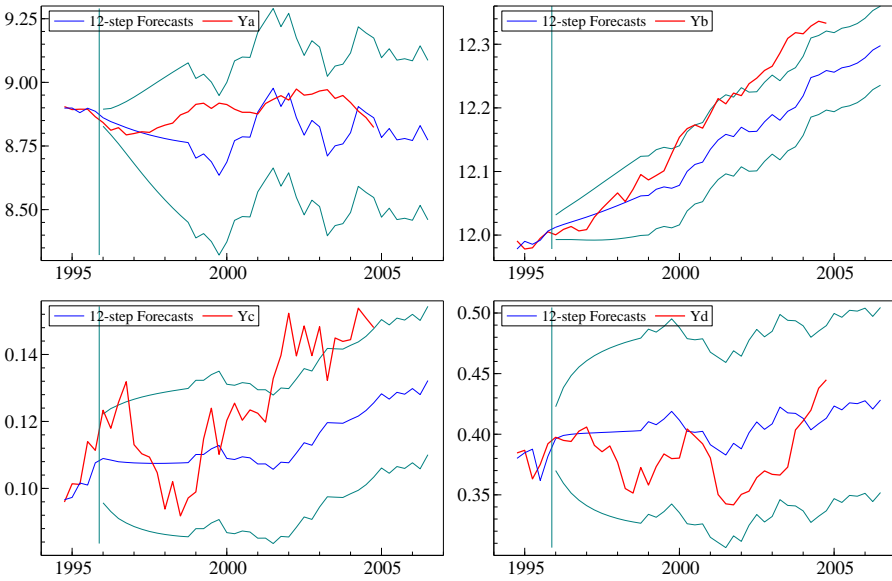 12-step Forecasts Ya
9.25
9.00
8.75
8.50
1995 2000 2005
12-step Forecasts Yb
12.3
12.2
12.1
12.0
1995 2000 2005
12-step Forecasts Yc
0.14
0.12
0.10
1995 2000 2005
12-step Forecasts Yd
0.50
0.45
0.40
0.35
1995 2000 2005